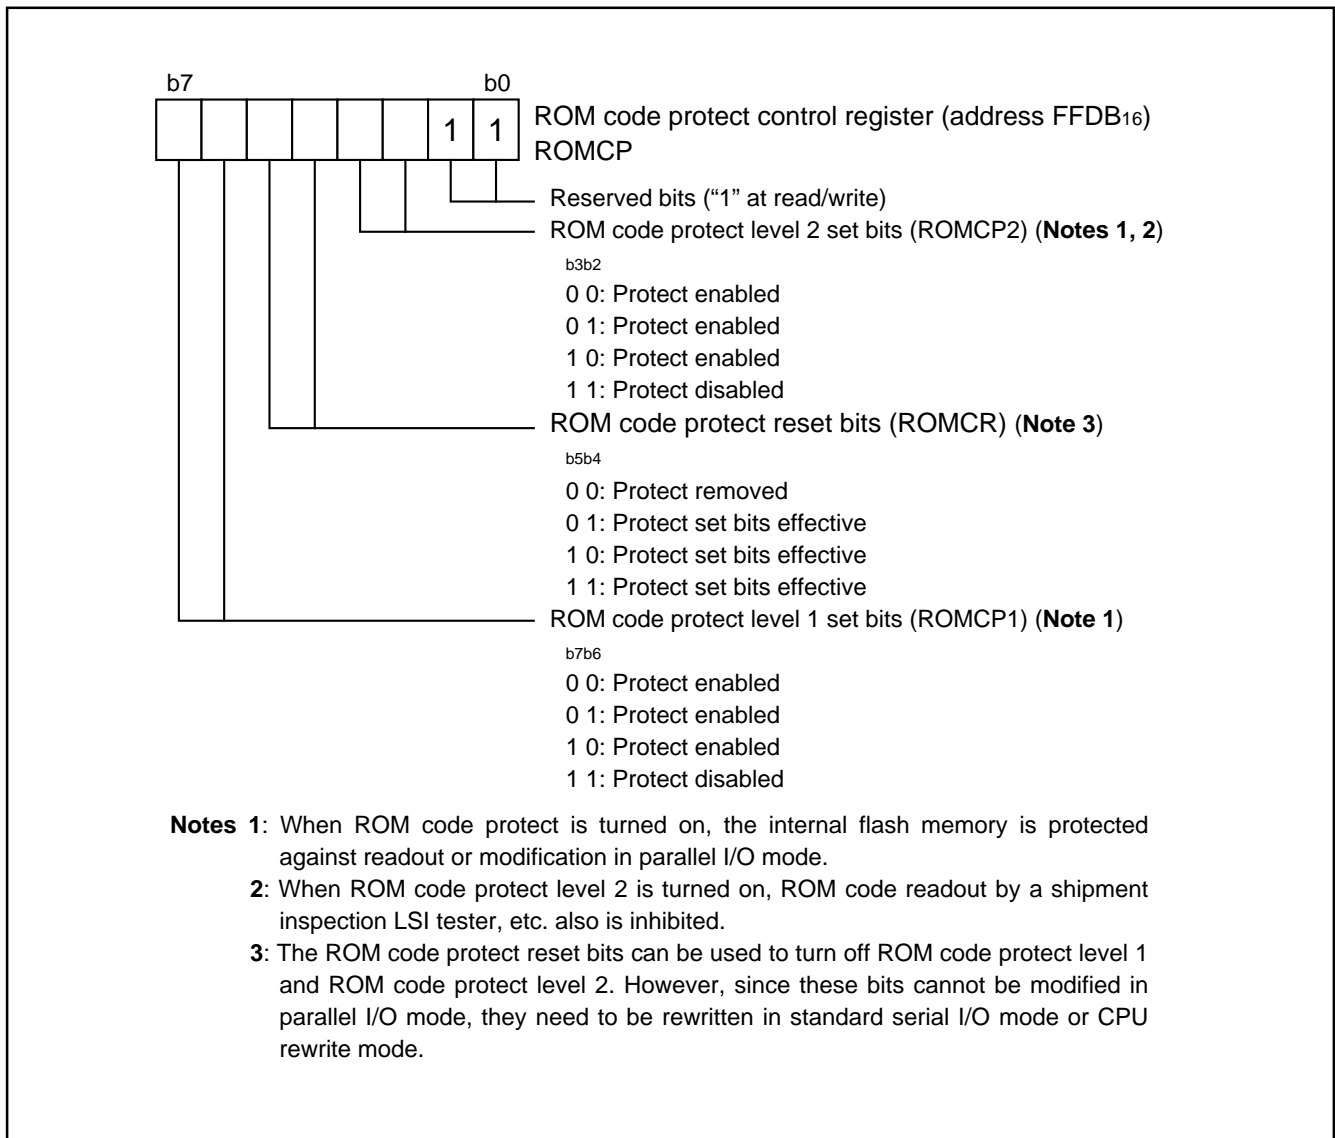 b7 b0
1 1
ROM code protect control register (address FFDB16)
ROMCP
Reserved bits (“1” at read/write)
ROM code protect level 2 set bits (ROMCP2) (Notes 1, 2)
b3b2
0 0: Protect enabled
0 1: Protect enabled
1 0: Protect enabled
1 1: Protect disabled
ROM code protect reset bits (ROMCR) (Note 3)
b5b4
0 0: Protect removed
0 1: Protect set bits effective
1 0: Protect set bits effective
1 1: Protect set bits effective
ROM code protect level 1 set bits (ROMCP1) (Note 1)
b7b6
0 0: Protect enabled
0 1: Protect enabled
1 0: Protect enabled
1 1: Protect disabled
Notes 1: When ROM code protect is turned on, the internal flash memory is protected
against readout or modification in parallel I/O mode.
2: When ROM code protect level 2 is turned on, ROM code readout by a shipment
inspection LSI tester, etc. also is inhibited.
3: The ROM code protect reset bits can be used to turn off ROM code protect level 1
and ROM code protect level 2. However, since these bits cannot be modified in
parallel I/O mode, they need to be rewritten in standard serial I/O mode or CPU
rewrite mode.